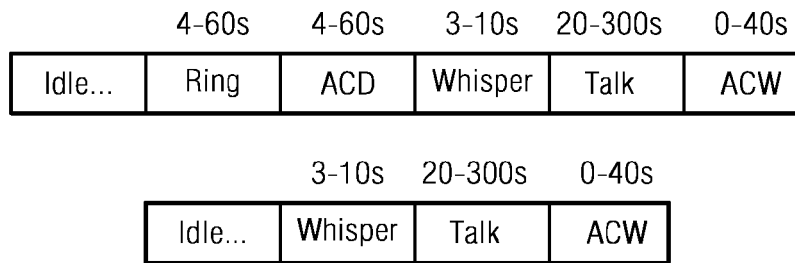 4-60s 4-60s 3-10s 20-300s 0-40s
Idle... Ring ACD Whisper Talk ACW
3-10s 20-300s 0-40s
Idle... Whisper Talk ACW